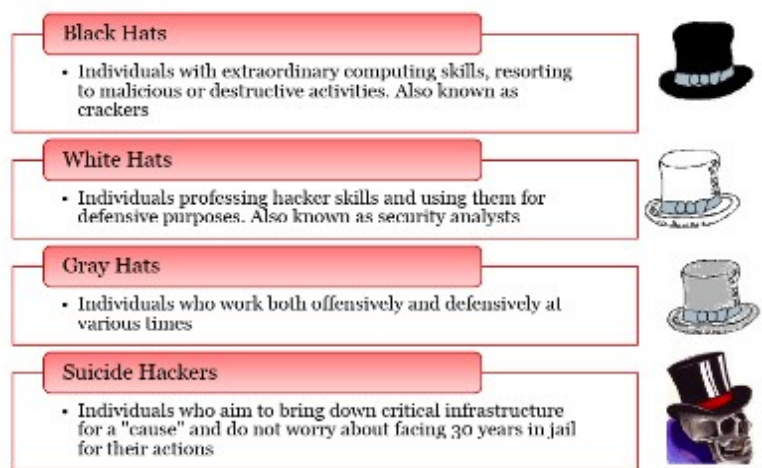 Black Hats
• Individuals with extraordinary computing skills, resorting
to malicious or destructive activities. Also known as
crackers
White Hats
• Individuals professing hacker skills and using them for
defensive purposes. Also known as security analysts
Gray Hats
• Individuals who work both offensively and defensively at
various times
Suicide Hackers
• Individuals who aim to bring down critical infrastructure
for a "cause" and do not worry about facing 30 years in jail
for their actions